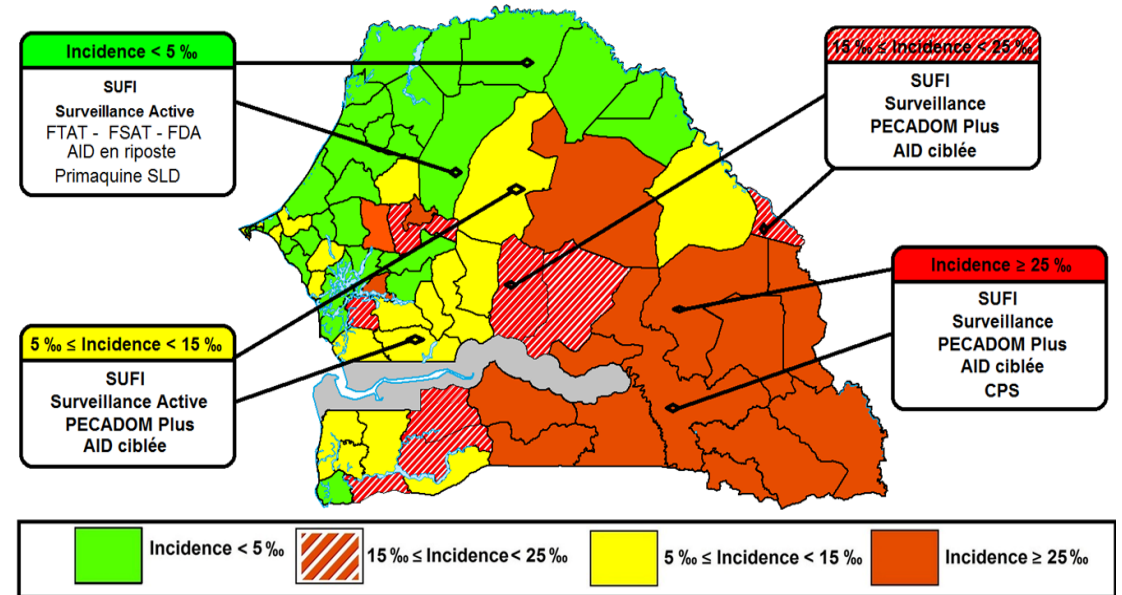 Incidence < 5 ‰
SUFI
Surveillance Active
FTAT - FSAT - FDA
AID en riposte
Primaquine SLD
15 ‰ ≤ Incidence < 25 ‰
SUFI
Surveillance
PECADOM Plus
AID ciblée
5 ‰ ≤ Incidence < 15 ‰
SUFI
Surveillance Active
PECADOM Plus
AID ciblée
Incidence ≥ 25 ‰
SUFI
Surveillance
PECADOM Plus
AID ciblée
CPS
Incidence < 5 ‰
15 ‰ ≤ Incidence < 25 ‰
5 ‰ ≤ Incidence < 15 ‰
Incidence ≥ 25 ‰